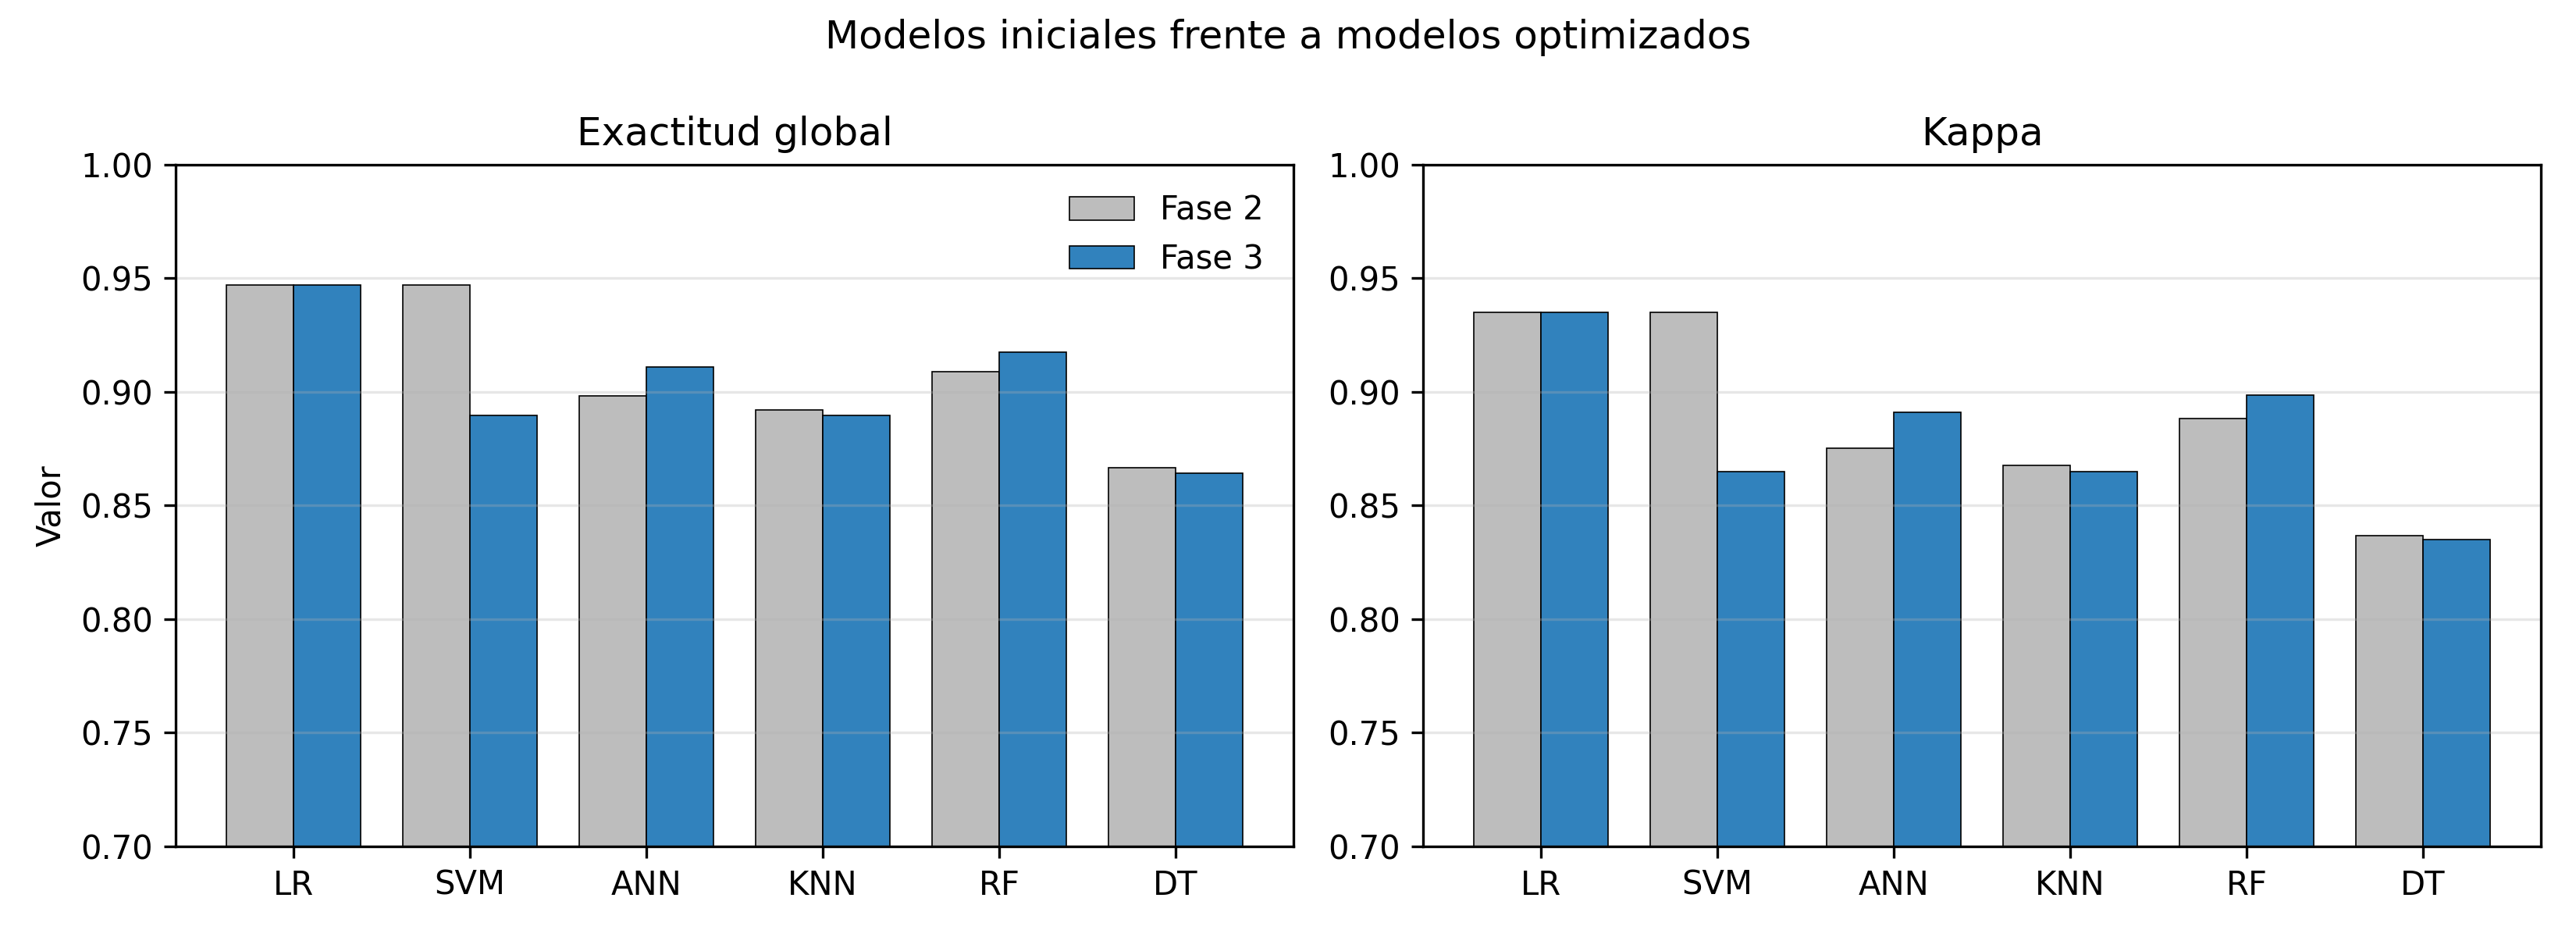 Modelos iniciales frente a modelos optimizados
Exactitud global
Valor
1.00
0.95
0.90
0.85
0.80
0.75
0.70
Fase 2
Fase 3
LR SVM ANN KNN RF DT
Kappa
1.00
0.95
0.90
0.85
0.80
0.75
0.70
LR SVM ANN KNN RF DT